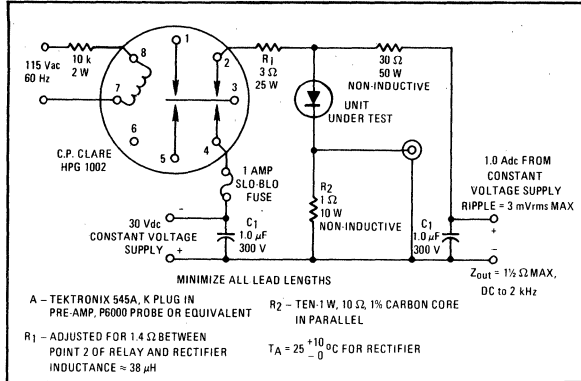 115 Vac
60 Hz
10 k
2 W
8
7
6
1
2
3
4
5
C.P. CLARE
HPG 1002
R1
3 Ω
25 W
30 Ω
50 W
NON-INDUCTIVE
UNIT
UNDER TEST
1 AMP
SLO-BLO
FUSE
R2
1 Ω
10 W
NON-INDUCTIVE
1.0 Adc FROM
CONSTANT
VOLTAGE SUPPLY
RIPPLE = 3 mVrms MAX
-
30 Vdc
CONSTANT VOLTAGE
SUPPLY +
C1
1.0 μF
300 V
C1
1.0 μF
300 V
+
-
Zout = 1½ Ω MAX,
DC to 2 kHz
MINIMIZE ALL LEAD LENGTHS
A – TEKTRONIX 545A, K PLUG IN
PRE-AMP, P6000 PROBE OR EQUIVALENT
R1 – ADJUSTED FOR 1.4 Ω BETWEEN
POINT 2 OF RELAY AND RECTIFIER
INDUCTANCE ≈ 38 μH
R2 – TEN-1 W, 10 Ω, 1% CARBON CORE
IN PARALLEL
TA = 25 +10 -0 °C FOR RECTIFIER